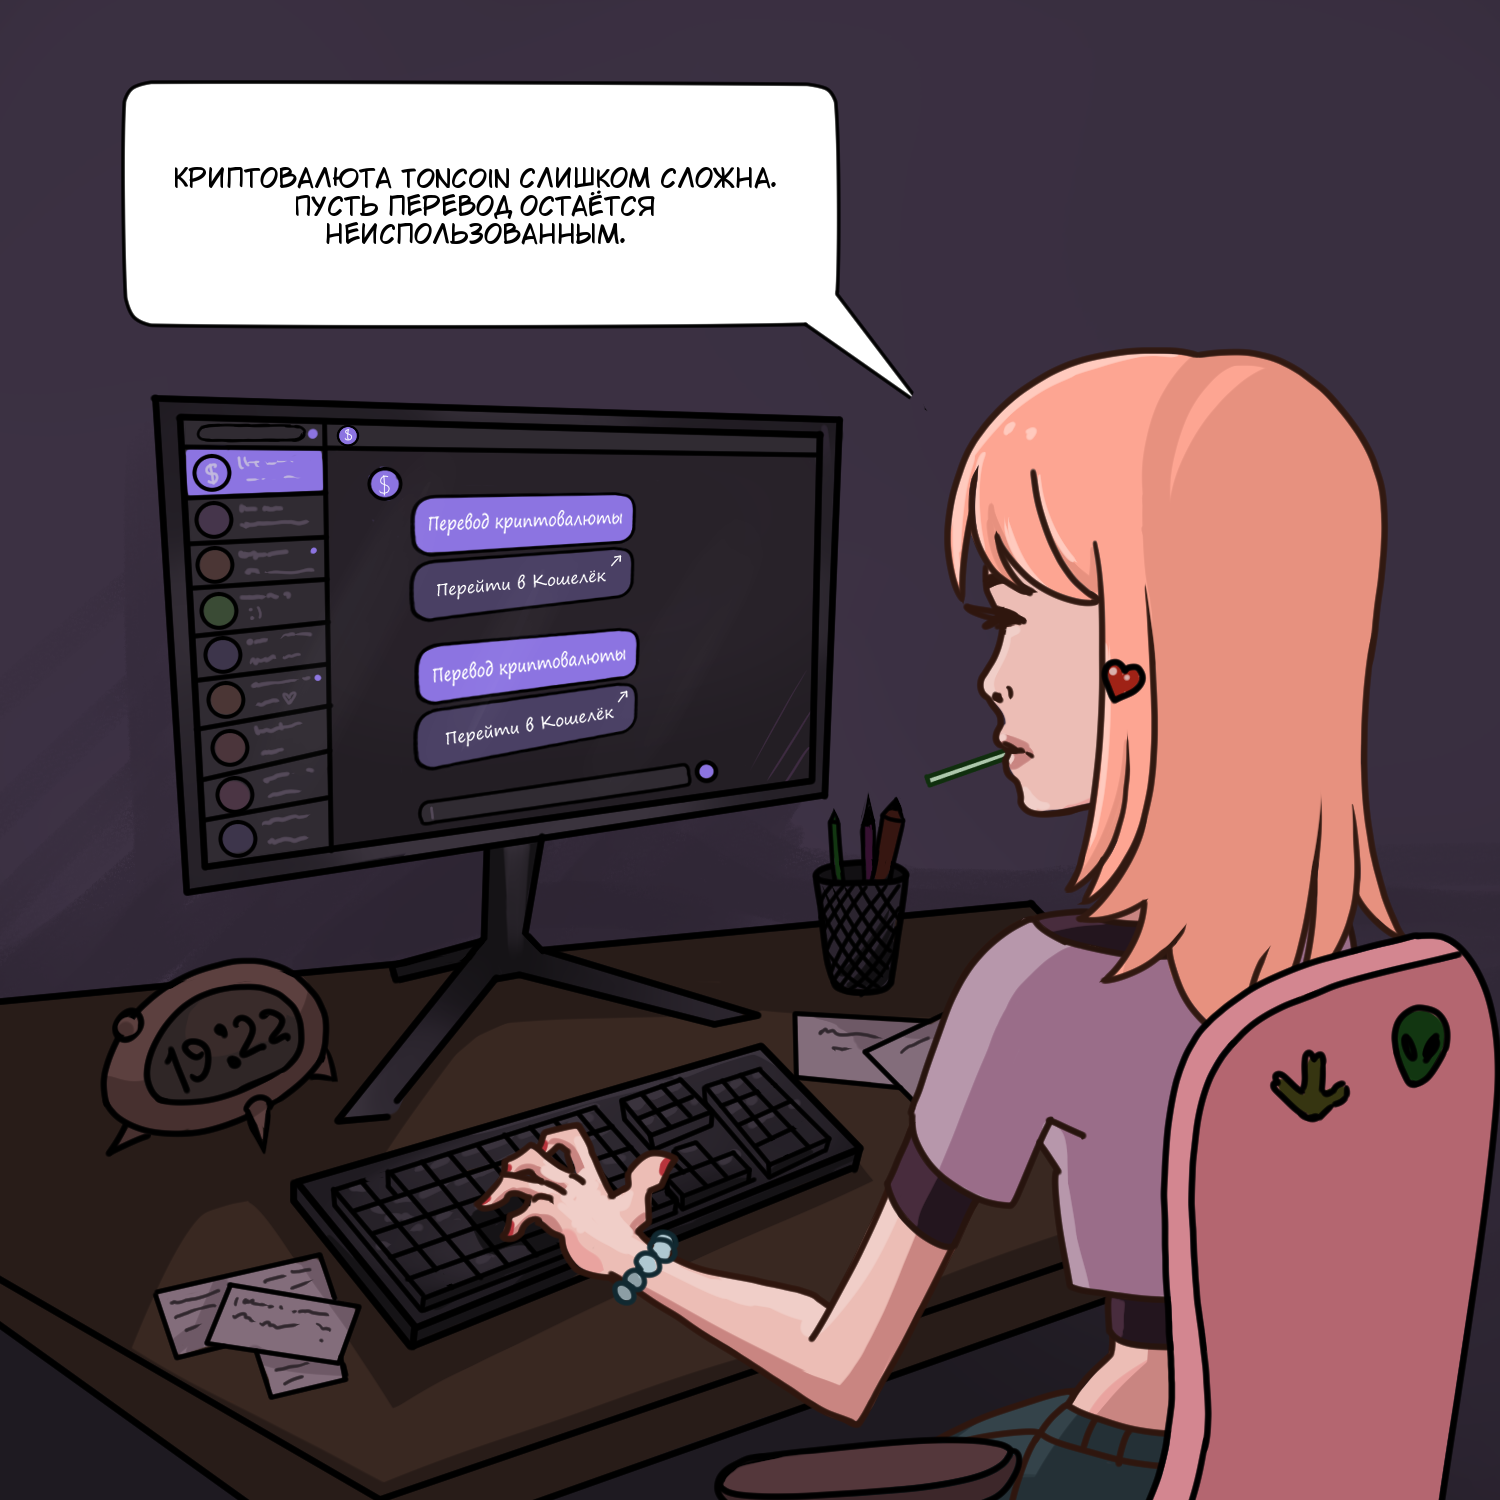 КРИПТОВАЛЮТА TONCOIN СЛИШКОМ СЛОЖНА.
ПУСТЬ ПЕРЕВОД ОСТАЁТСЯ
НЕИСПОЛЬЗОВАННЫМ.
$
$
$
Перевод криптовалюты
Перейти в Кошелёк
Перевод криптовалюты
Перейти в Кошелёк
:)
19:22